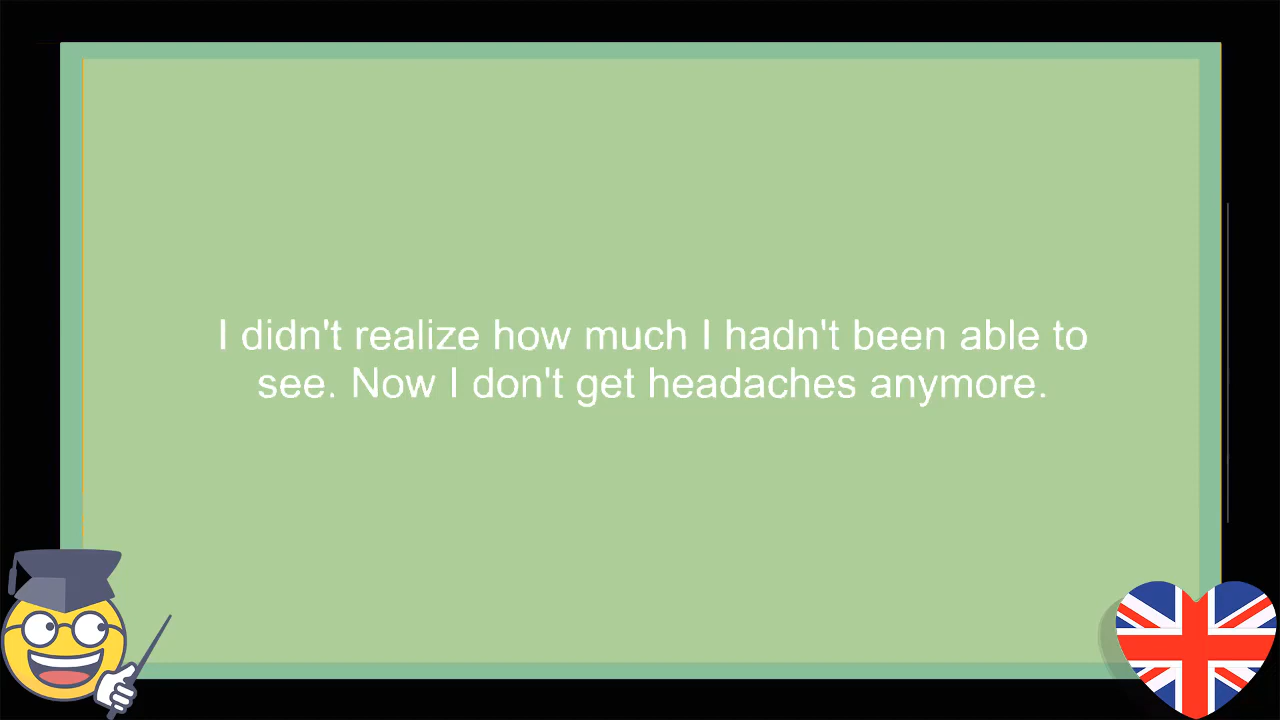 I didn't realize how much I hadn't been able to
see. Now I don't get headaches anymore.